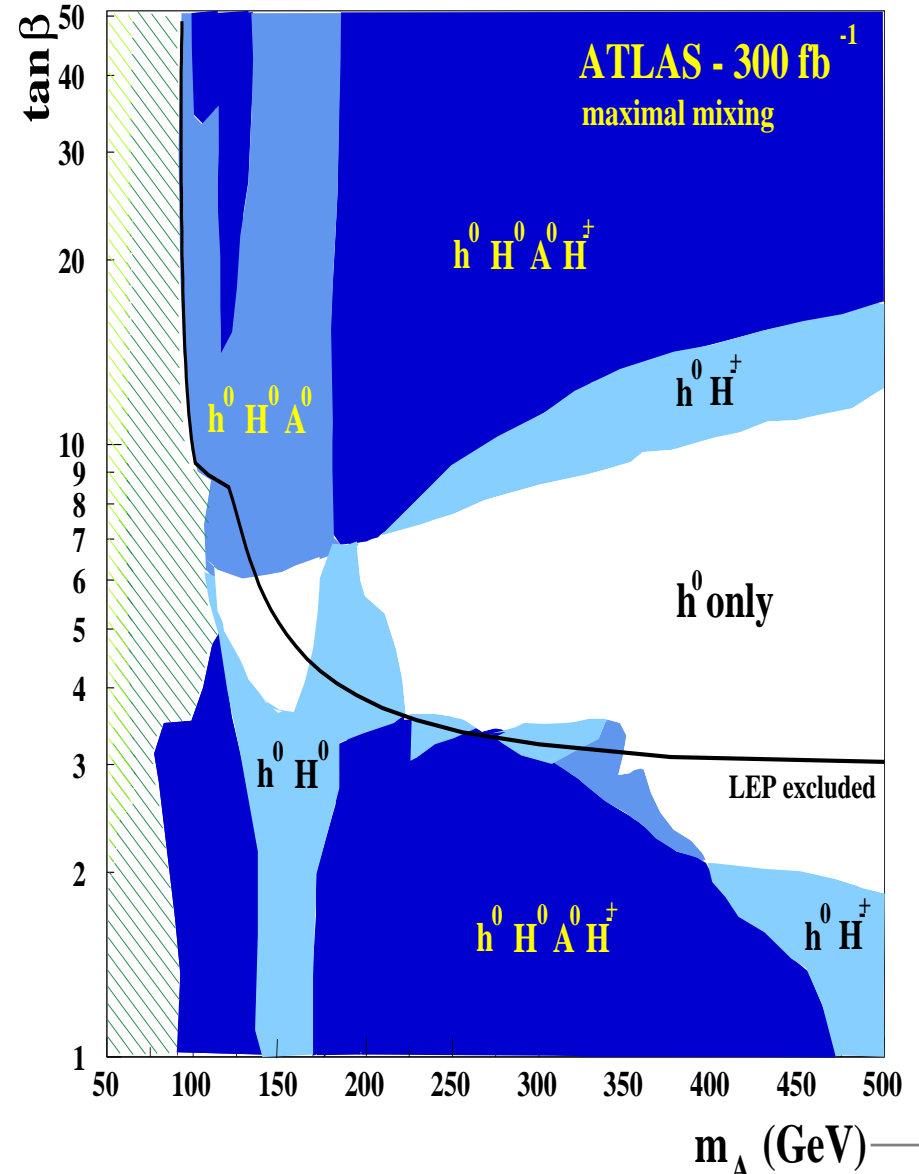 tan β
50
40
30
20
10
9
8
7
6
5
4
3
2
1
ATLAS - 300 fb⁻¹
maximal mixing
h⁰ H⁰ A⁰ H±
h⁰ H±
h⁰ H⁰ A⁰
h⁰ only
h⁰ H⁰
LEP excluded
h⁰ H⁰ A⁰ H±
h⁰ H±
50 100 150 200 250 300 350 400 450 500
m_A (GeV)